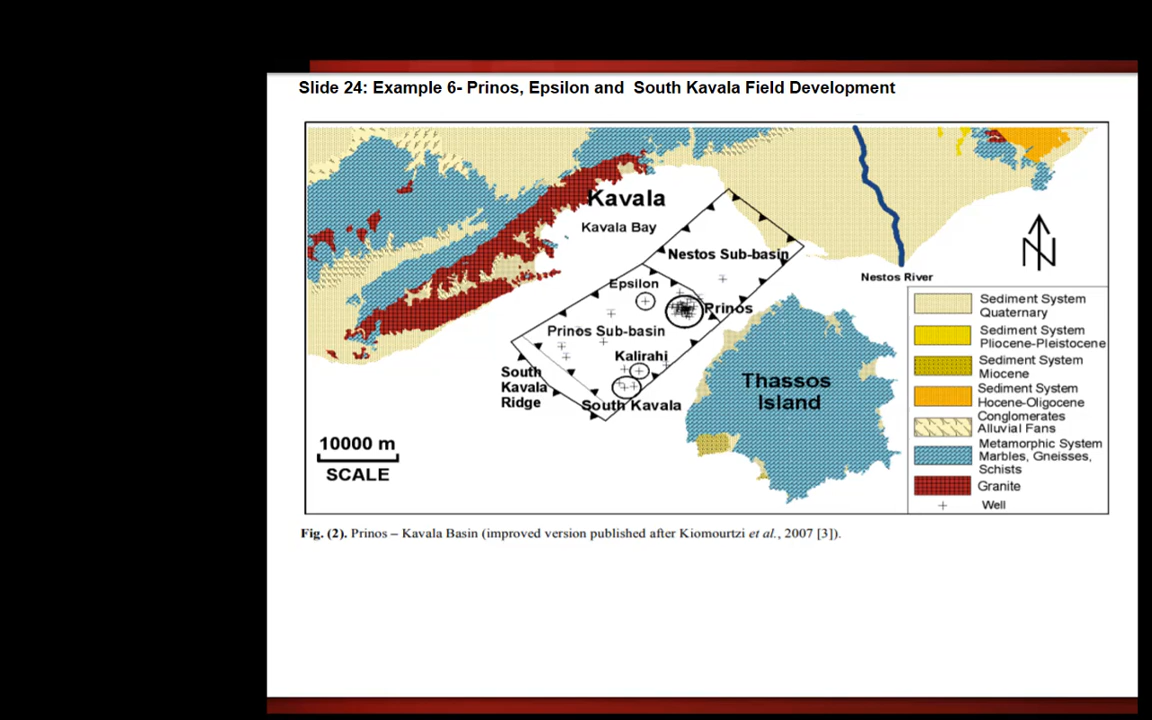 Slide 24: Example 6- Prinos, Epsilon and South Kavala Field Development
Kavala
Kavala Bay
Nestos Sub-basin
Nestos River
Epsilon
Prinos
Prinos Sub-basin
Kalirahi
South
Kavala
Ridge
South Kavala
Thassos
Island
10000 m
SCALE
N
Sediment System
Quaternary
Sediment System
Pliocene-Pleistocene
Sediment System
Miocene
Sediment System
Hocene-Oligocene
Conglomerates
Alluvial Fans
Metamorphic System
Marbles, Gneisses,
Schists
Granite
Well
Fig. (2). Prinos – Kavala Basin (improved version published after Kiomourtzi et al., 2007 [3]).